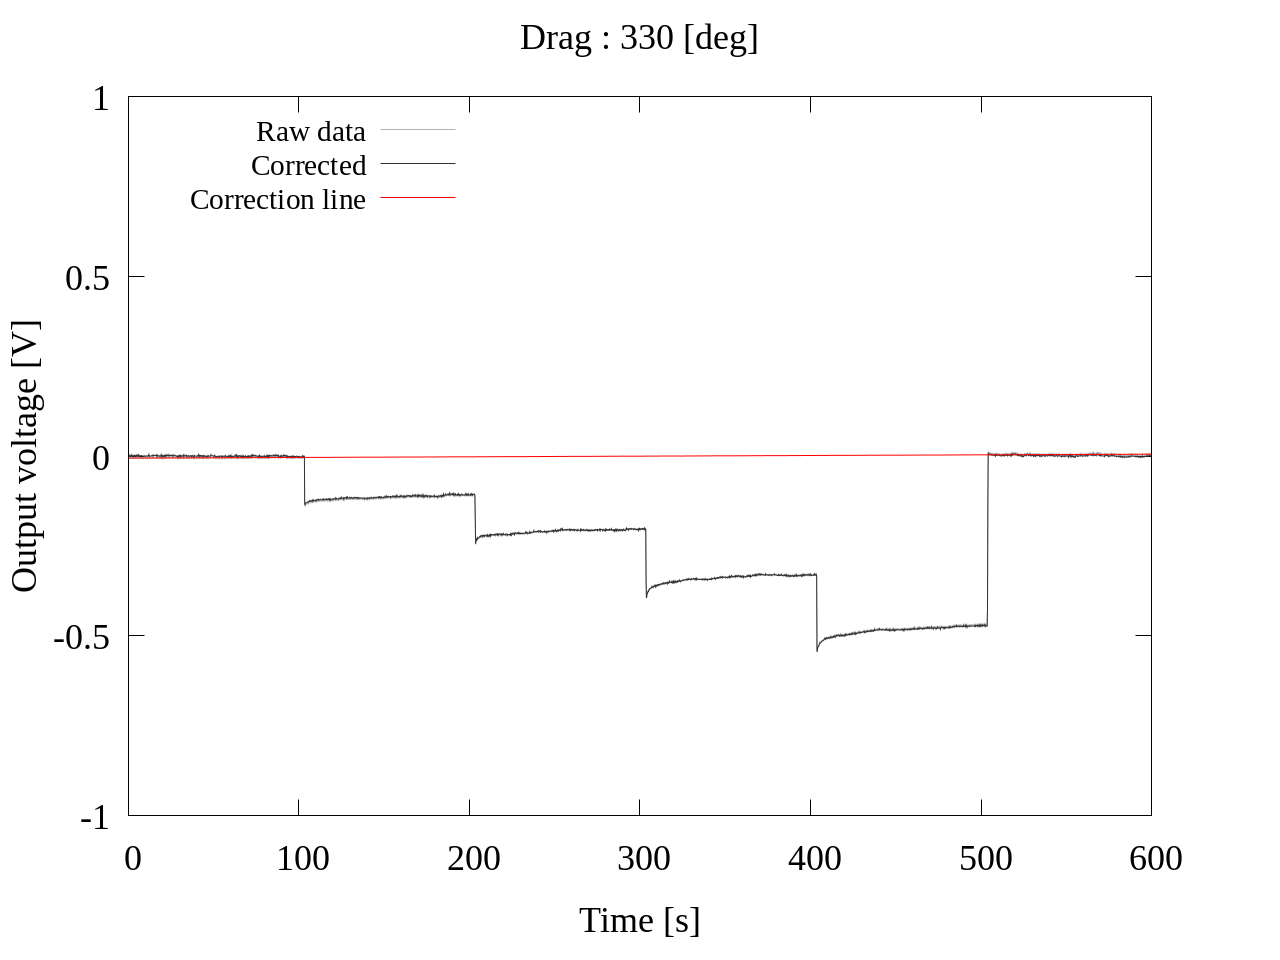 Drag : 330 [deg]
1
Raw data
Corrected
Correction line
0.5
0
-0.5
-1
Output voltage [V]
0 100 200 300 400 500 600
Time [s]